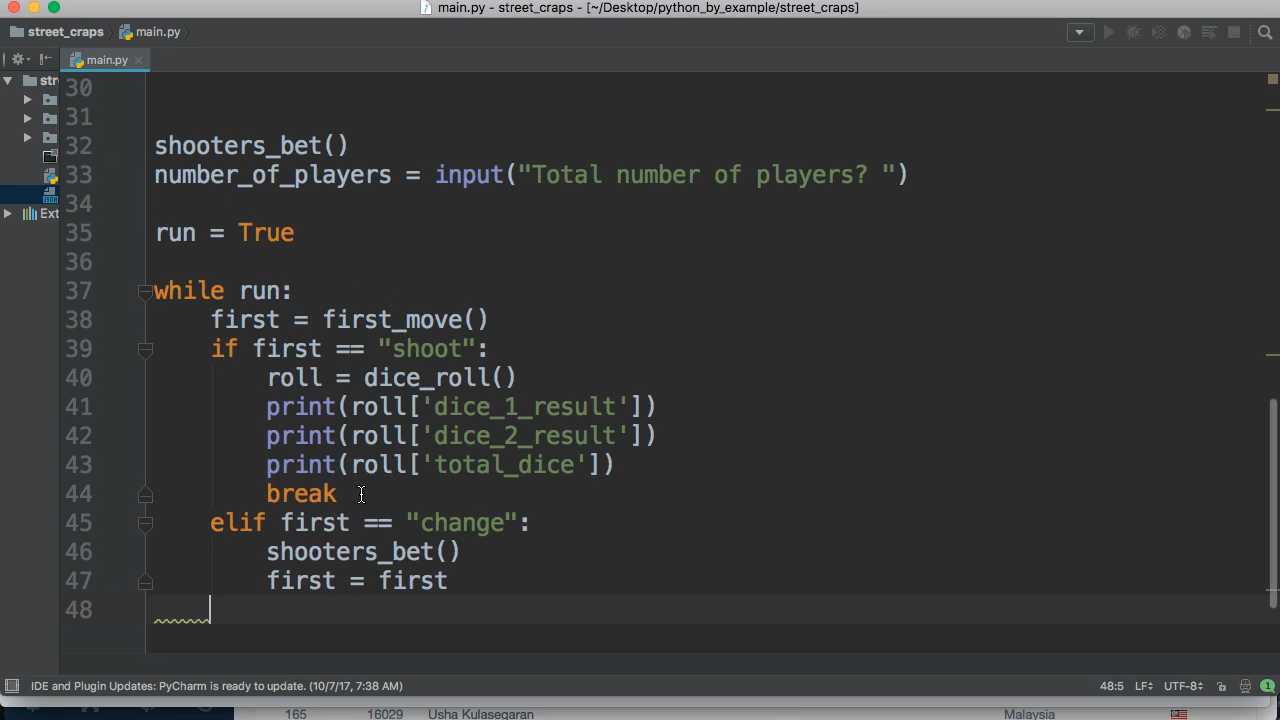 main.py - street_craps - [~/Desktop/python_by_example/street_craps]
street_craps main.py
main.py
str
30
31
32 shooters_bet()
33 number_of_players = input("Total number of players? ")
34
35 run = True
36
37 while run:
38 first = first_move()
39 if first == "shoot":
40 roll = dice_roll()
41 print(roll['dice_1_result'])
42 print(roll['dice_2_result'])
43 print(roll['total_dice'])
44 break
45 elif first == "change":
46 shooters_bet()
47 first = first
48
Ext
IDE and Plugin Updates: PyCharm is ready to update. (10/7/17, 7:38 AM) 48:5 LF UTF-8 1
165 16029 Usha Kulasegaran Malaysia